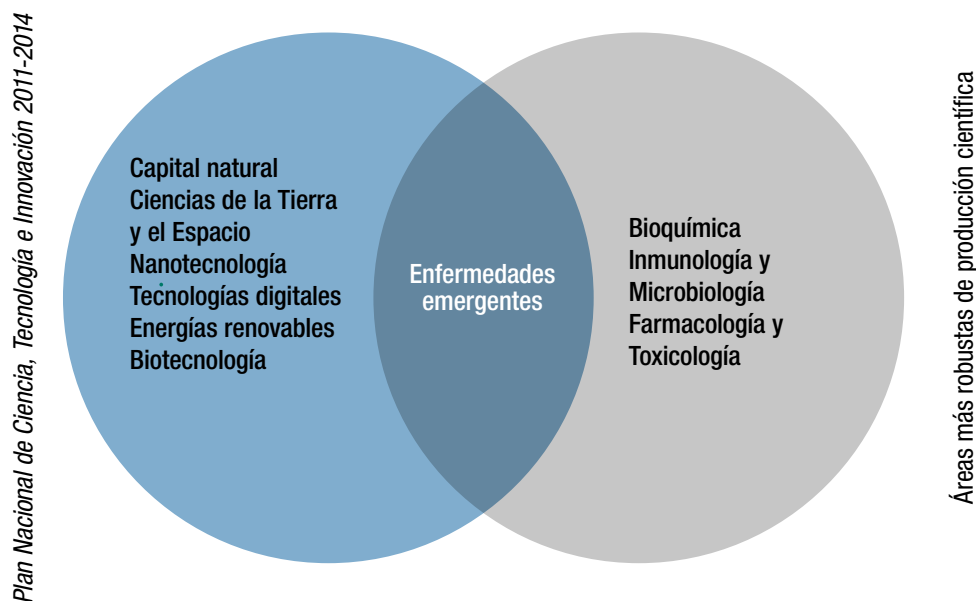 Plan Nacional de Ciencia, Tecnología e Innovación 2011-2014
Capital natural
Ciencias de la Tierra
y el Espacio
Nanotecnología
Tecnologías digitales
Energías renovables
Biotecnología
Enfermedades
emergentes
Bioquímica
Inmunología y
Microbiología
Farmacología y
Toxicología
Áreas más robustas de producción científica